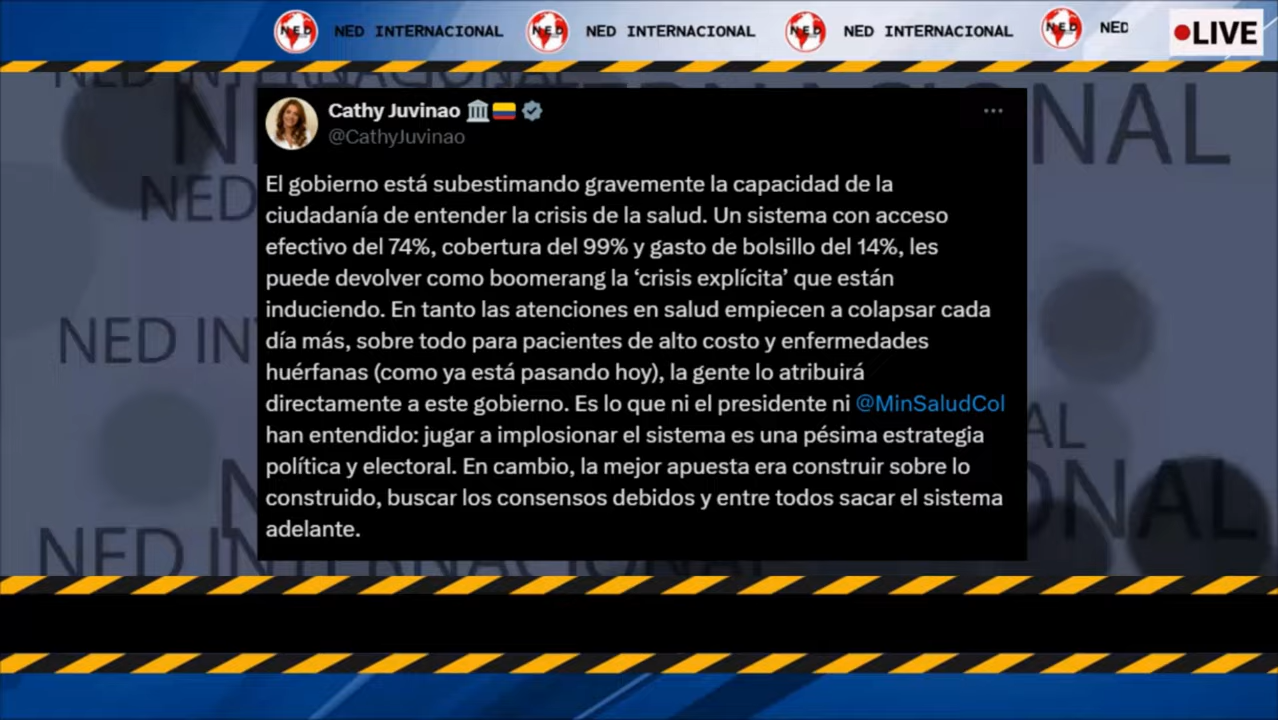 NED INTERNACIONAL NED INTERNACIONAL NED INTERNACIONAL NED
LIVE
Cathy Juvinao
@CathyJuvinao
El gobierno está subestimando gravemente la capacidad de la
ciudadanía de entender la crisis de la salud. Un sistema con acceso
efectivo del 74%, cobertura del 99% y gasto de bolsillo del 14%, les
puede devolver como boomerang la ‘crisis explícita’ que están
induciendo. En tanto las atenciones en salud empiecen a colapsar cada
día más, sobre todo para pacientes de alto costo y enfermedades
huérfanas (como ya está pasando hoy), la gente lo atribuirá
directamente a este gobierno. Es lo que ni el presidente ni @MinSaludCol
han entendido: jugar a implosionar el sistema es una pésima estrategia
política y electoral. En cambio, la mejor apuesta era construir sobre lo
construido, buscar los consensos debidos y entre todos sacar el sistema
adelante.